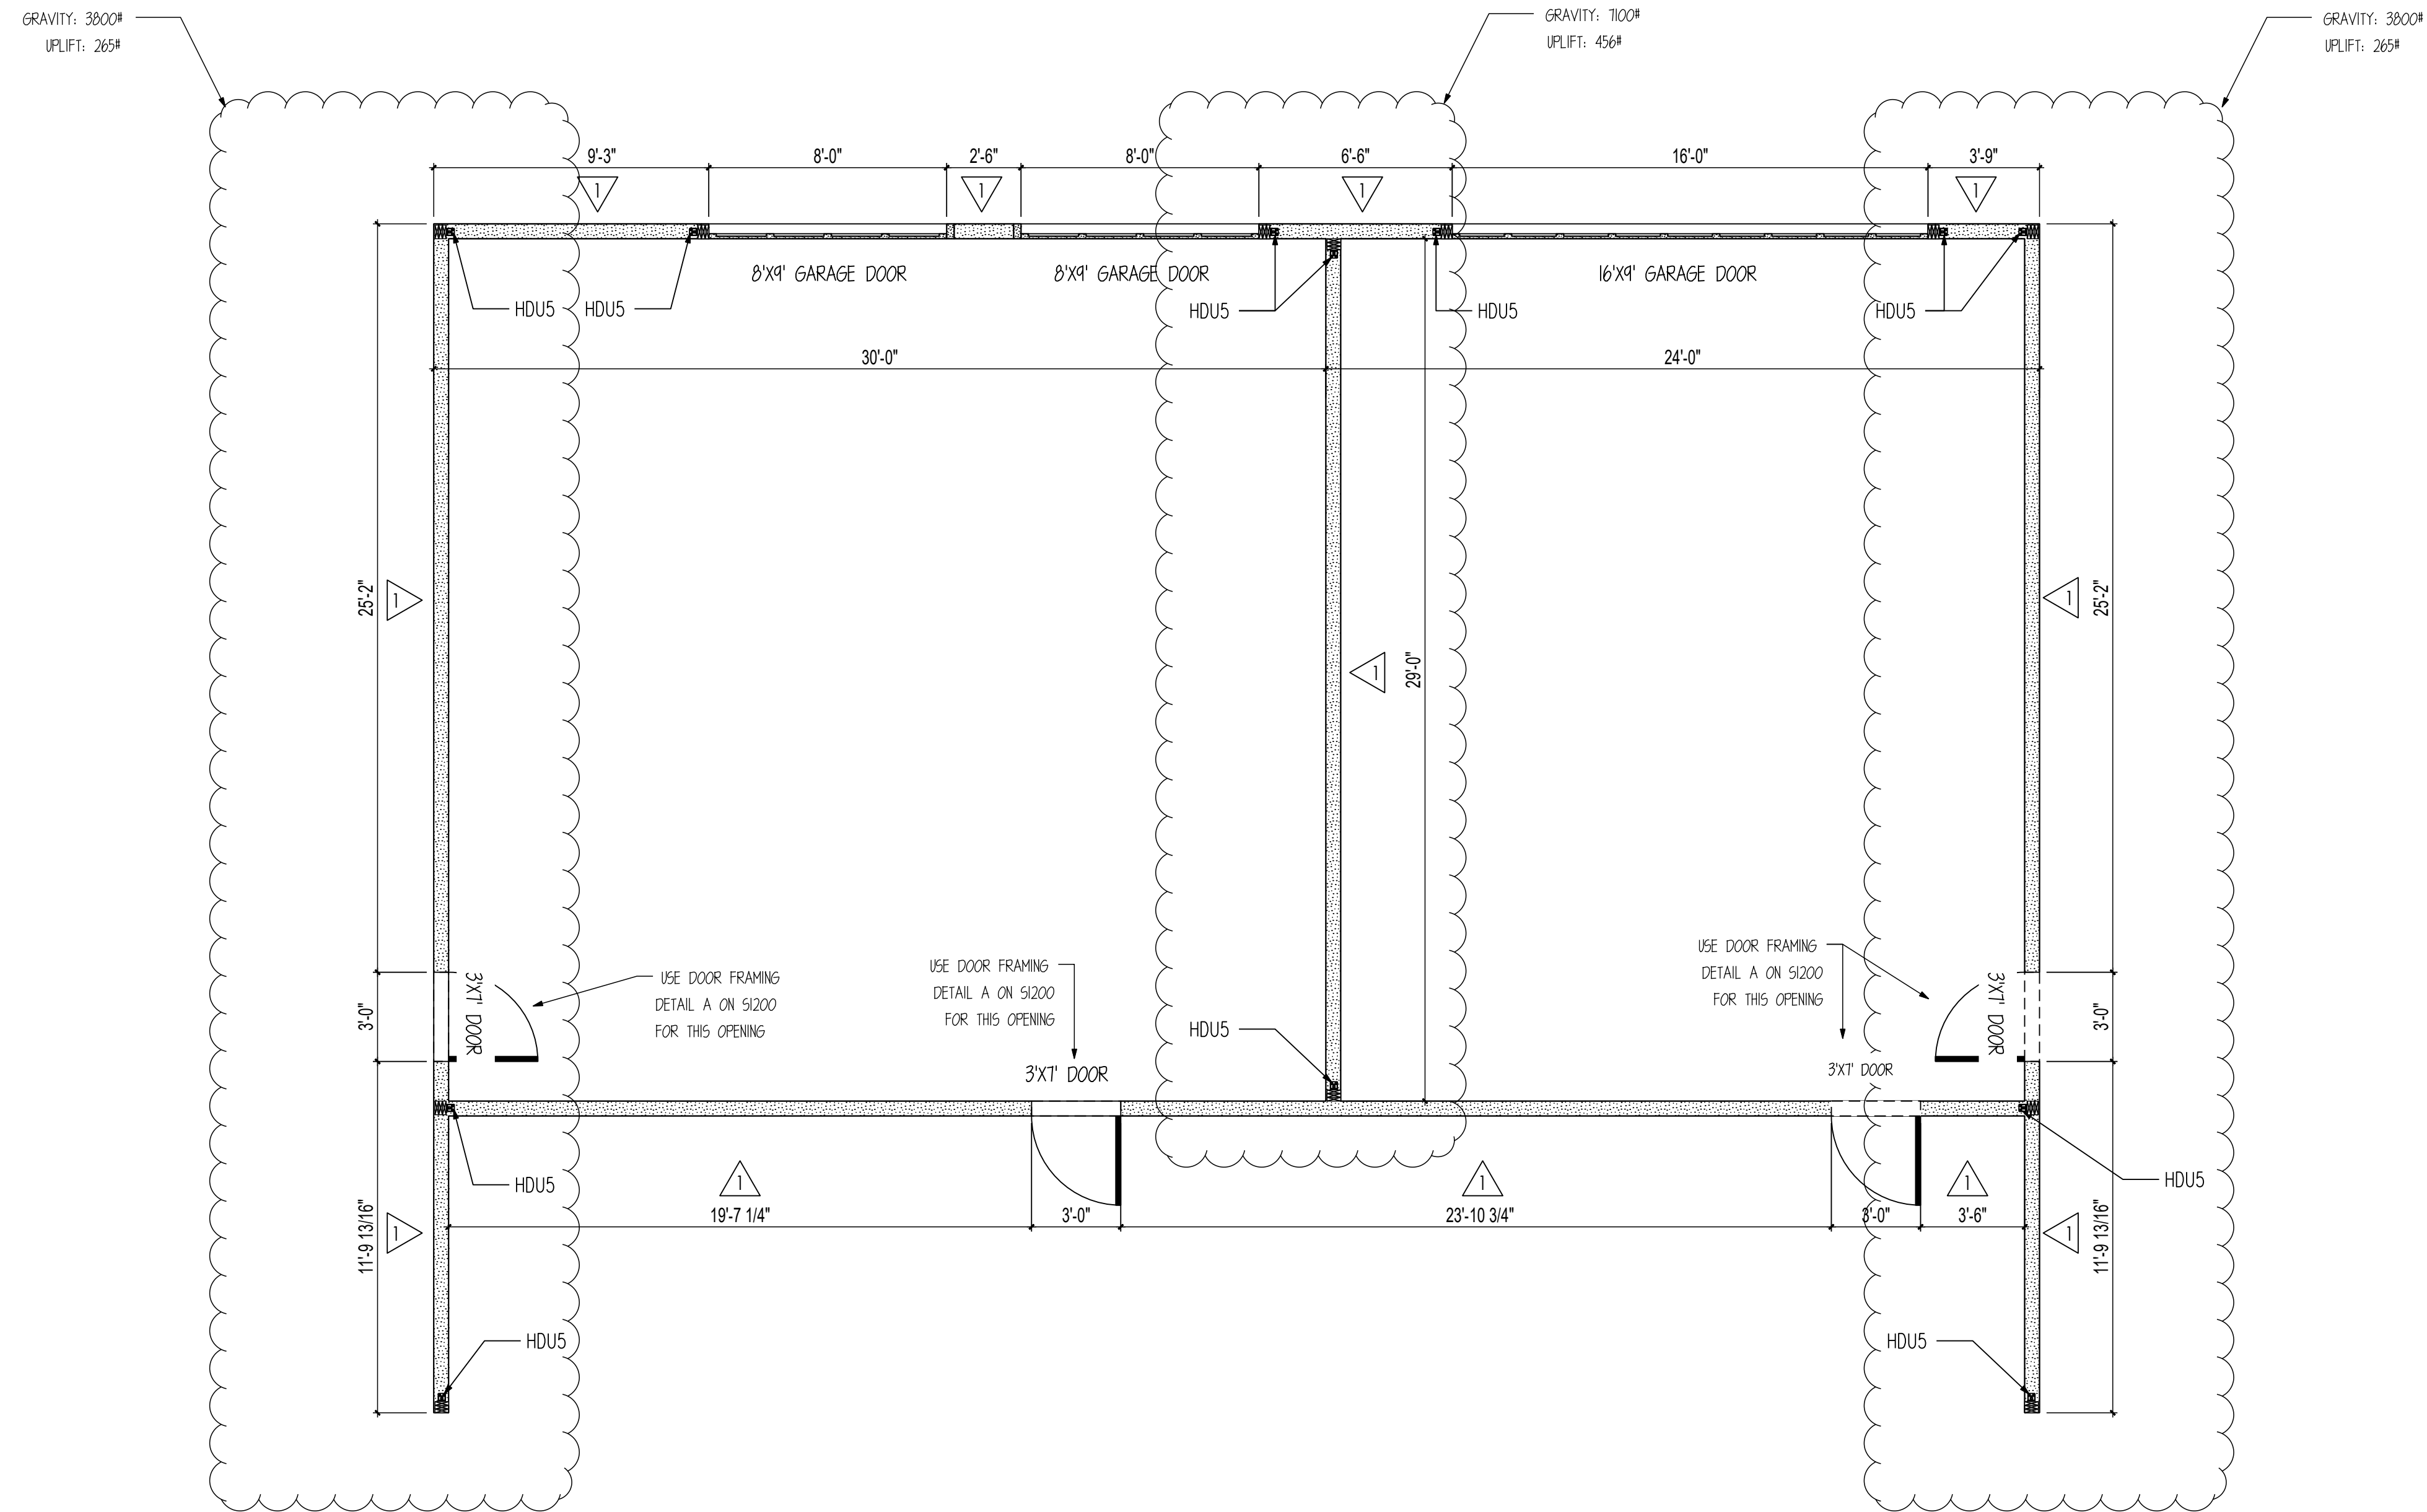 GRAVITY: 3800#
UPLIFT: 265#
GRAVITY: 7100#
UPLIFT: 456#
GRAVITY: 3800#
UPLIFT: 265#
9'-3"
8'-0"
2'-6"
8'-0"
6'-6"
16'-0"
3'-9"
1
1
1
1
8'X9' GARAGE DOOR
8'X9' GARAGE DOOR
16'X9' GARAGE DOOR
HDU5
HDU5
HDU5
HDU5
HDU5
30'-0"
24'-0"
25'-2"
1
1
25'-2"
1
29'-0"
USE DOOR FRAMING
DETAIL A ON S1200
FOR THIS OPENING
USE DOOR FRAMING
DETAIL A ON S1200
FOR THIS OPENING
USE DOOR FRAMING
DETAIL A ON S1200
FOR THIS OPENING
3'-0"
3'X7' DOOR
3'X7' DOOR
HDU5
3'X7' DOOR
3'X7' DOOR
3'-0"
HDU5
1
1
1
HDU5
19'-7 1/4"
3'-0"
23'-10 3/4"
3'-0"
3'-6"
11'-9 13/16"
1
1
11'-9 13/16"
HDU5
HDU5